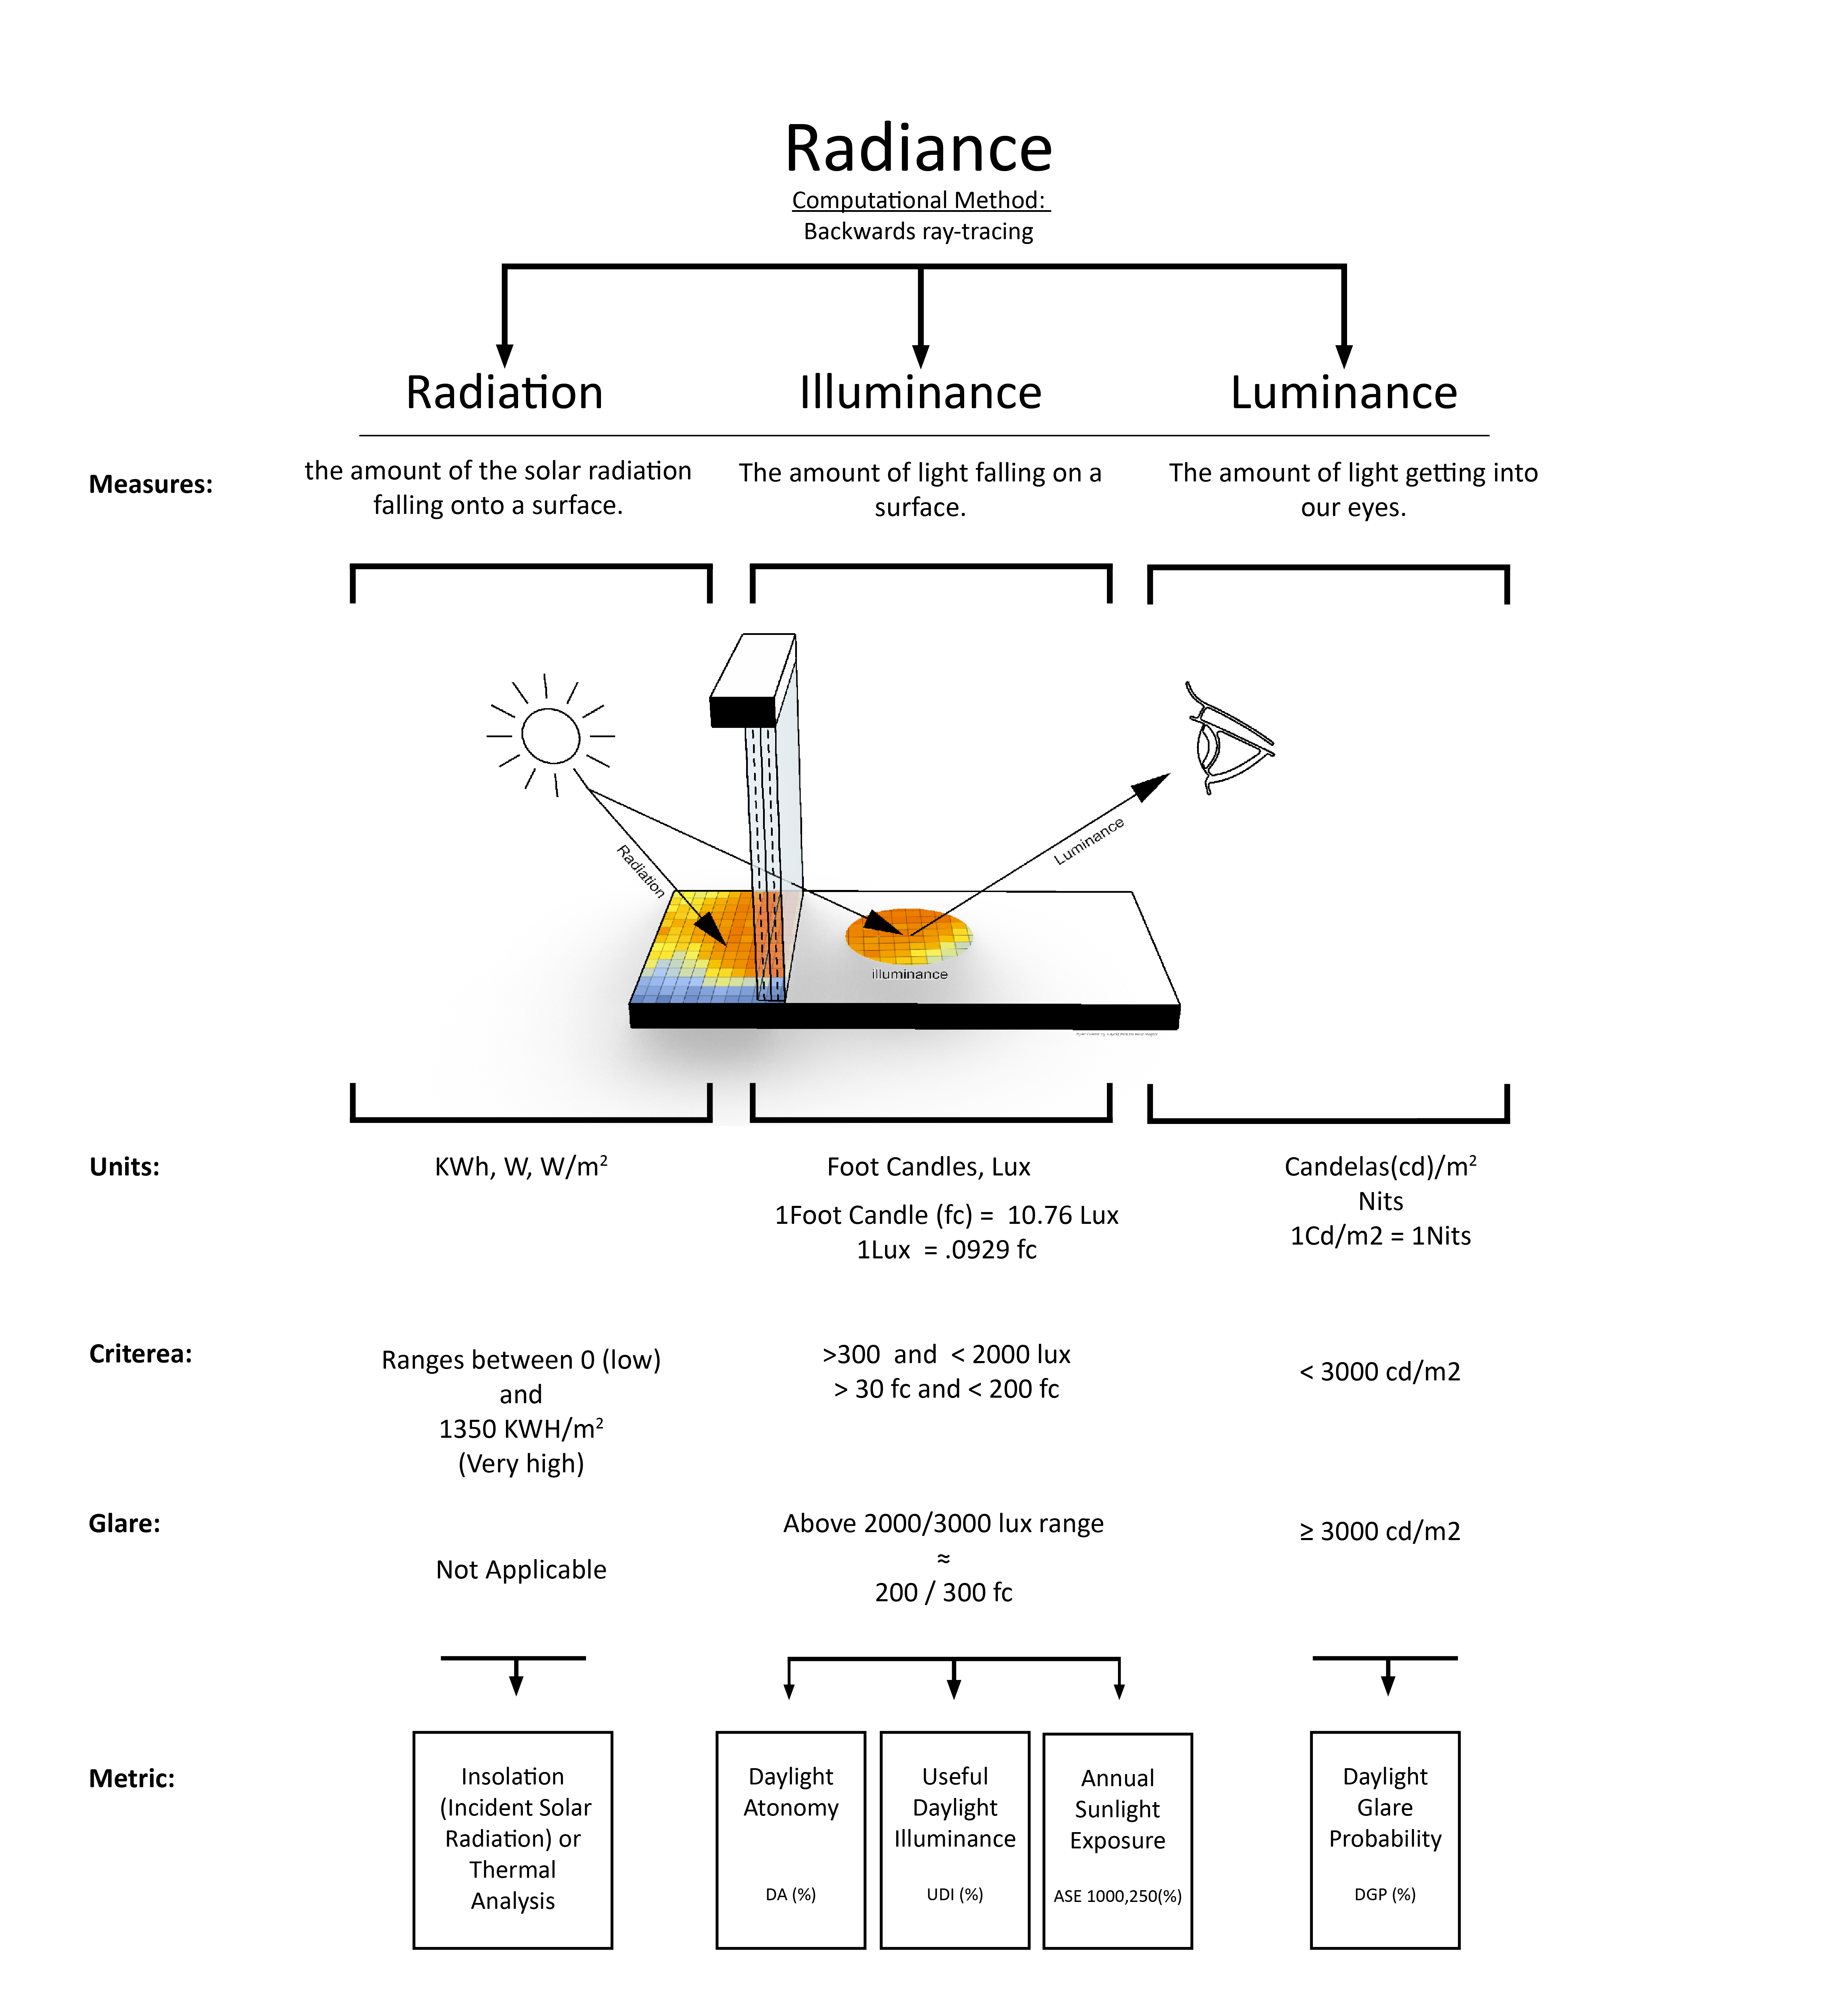 Radiance
Computational Method:
Backwards ray-tracing
Radiation
Illuminance
Luminance
Measures:
the amount of the solar radiation
falling onto a surface.
The amount of light falling on a
surface.
The amount of light getting into
our eyes.
Radiation
Luminance
illuminance
Units:
KWh, W, W/m²
Foot Candles, Lux
1Foot Candle (fc) = 10.76 Lux
1Lux = .0929 fc
Candelas(cd)/m²
Nits
1Cd/m2 = 1Nits
Criterea:
Ranges between 0 (low)
and
1350 KWH/m²
(Very high)
>300 and < 2000 lux
> 30 fc and < 200 fc
< 3000 cd/m2
Glare:
Not Applicable
Above 2000/3000 lux range
≈
200 / 300 fc
≥ 3000 cd/m2
Metric:
Insolation
(Incident Solar
Radiation) or
Thermal
Analysis
Daylight
Atonomy
DA (%)
Useful
Daylight
Illuminance
UDI (%)
Annual
Sunlight
Exposure
ASE 1000,250(%)
Daylight
Glare
Probability
DGP (%)